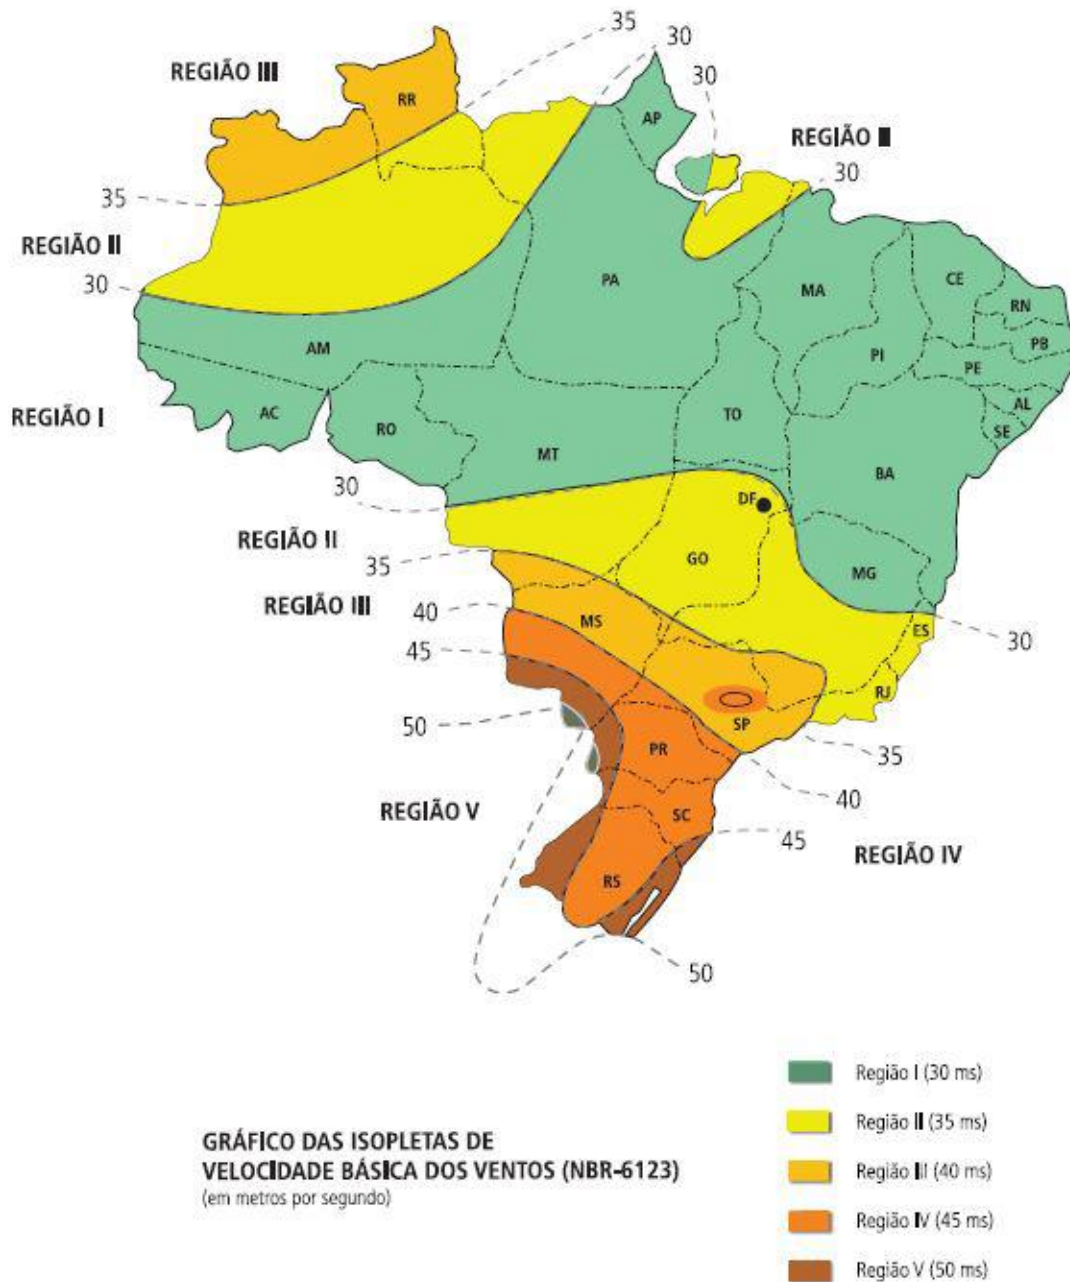 35
30
REGIÃO III
30
RR
AP
REGIÃO II
30
35
REGIÃO II
30
PA
MA
CE
RN
PB
AM
PI
PE
AL
REGIÃO I
AC
RO
TO
SE
MT
BA
30
DF
REGIÃO II
35
GO
MG
REGIÃO III
40
MS
ES
30
45
RJ
50
SP
35
PR
40
REGIÃO V
SC
45
REGIÃO IV
RS
50
Região I (30 ms)
GRÁFICO DAS ISOPLETAS DE
VELOCIDADE BÁSICA DOS VENTOS (NBR-6123)
(em metros por segundo)
Região II (35 ms)
Região III (40 ms)
Região IV (45 ms)
Região V (50 ms)